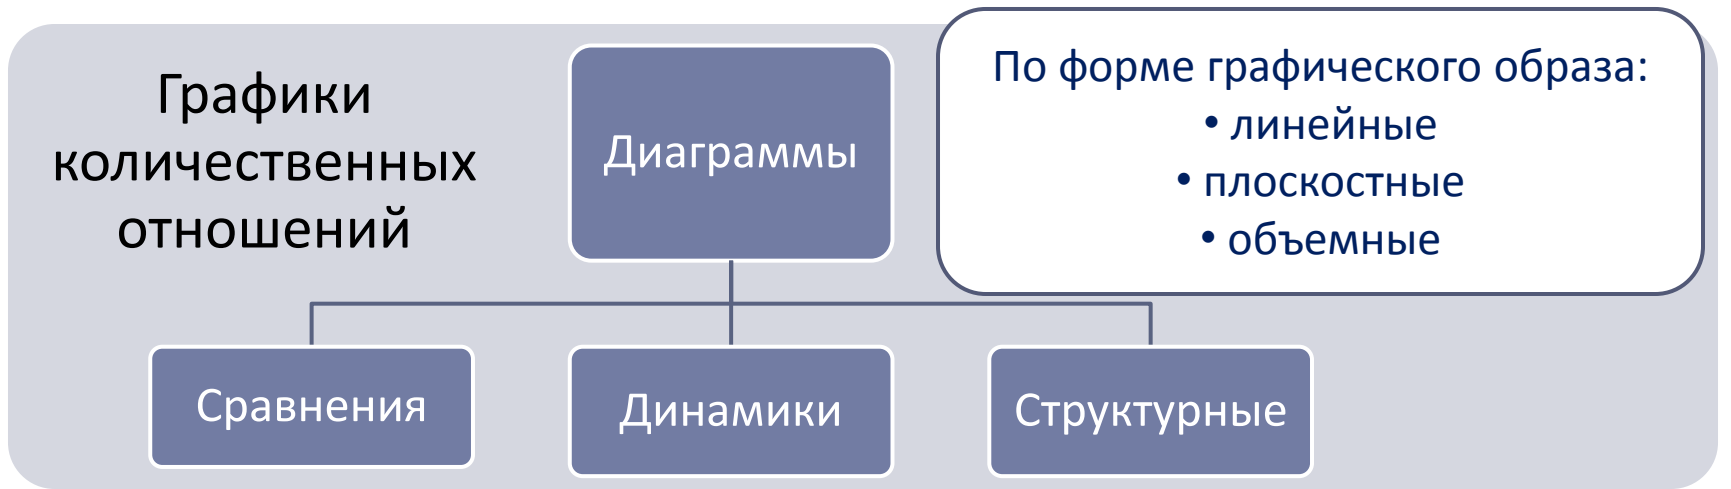 Графики
количественных
отношений
Диаграммы
По форме графического образа:
• линейные
• плоскостные
• объемные
Сравнения
Динамики
Структурные